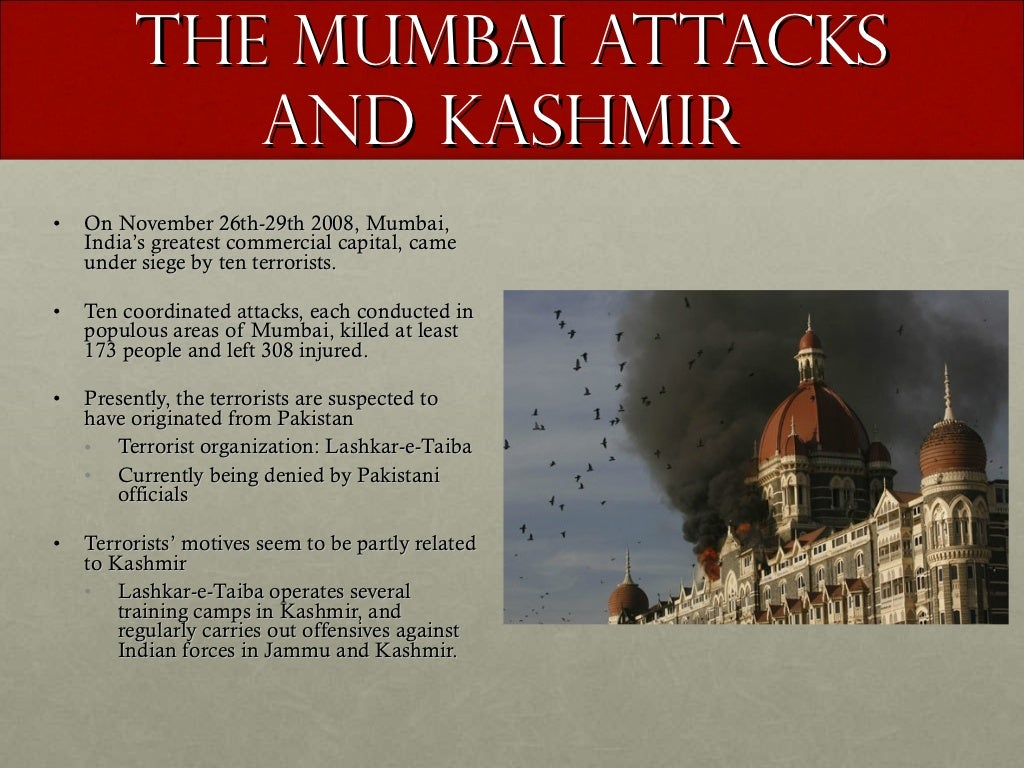 The Mumbai Attacks
and Kashmir
• On November 26th-29th 2008, Mumbai,
India's greatest commercial capital, came
under siege by ten terrorists.
• Ten coordinated attacks, each conducted in
populous areas of Mumbai, killed at least
173 people and left 308 injured.
• Presently, the terrorists are suspected to
have originated from Pakistan
• Terrorist organization: Lashkar-e-Taiba
• Currently being denied by Pakistani
officials
• Terrorists' motives seem to be partly related
to Kashmir
• Lashkar-e-Taiba operates several
training camps in Kashmir, and
regularly carries out offensives against
Indian forces in Jammu and Kashmir.